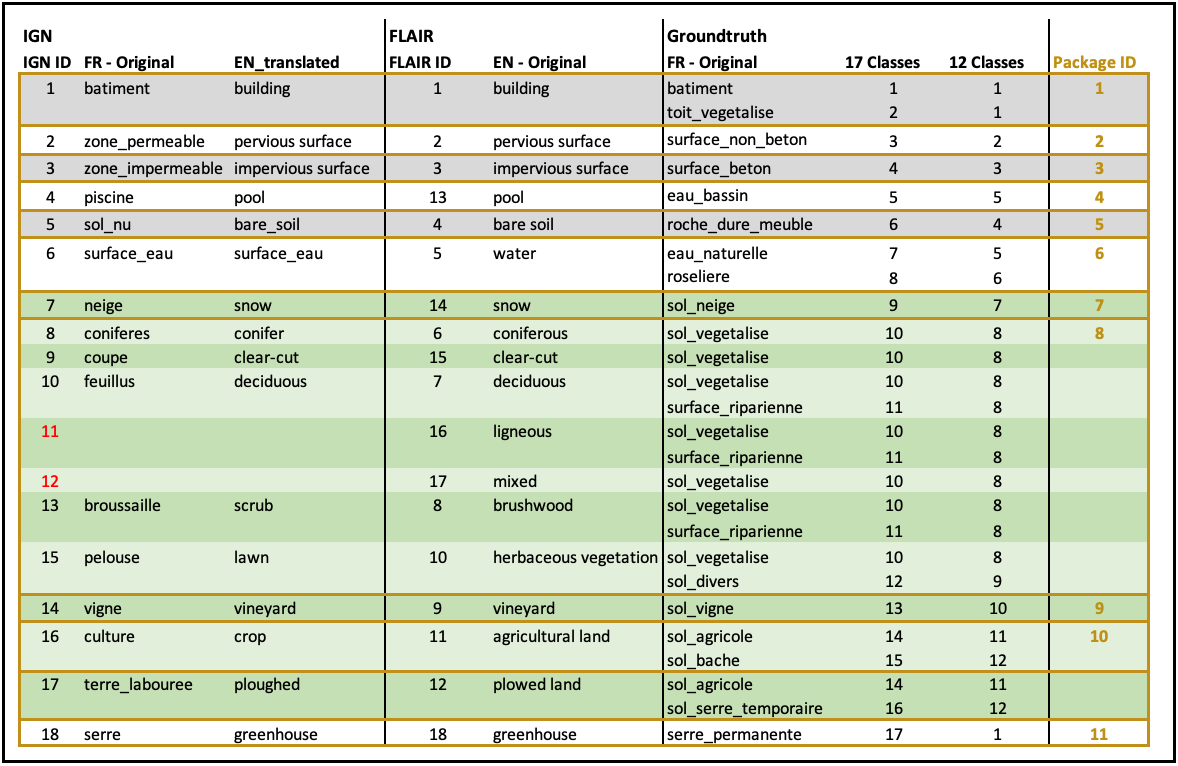 IGN FLAIR Groundtruth
IGN ID FR - Original EN_translated FLAIR ID EN - Original FR - Original 17 Classes 12 Classes Package ID
1 batiment building 1 building batiment 1 1 1
toit_vegetalise 2 1
2 zone_permeable pervious surface 2 pervious surface surface_non_beton 3 2 2
3 zone_impermeable impervious surface 3 impervious surface surface_beton 4 3 3
4 piscine pool 13 pool eau_bassin 5 5 4
5 sol_nu bare_soil 4 bare soil roche_dure_meuble 6 4 5
6 surface_eau surface_eau 5 water eau_naturelle 7 5 6
roseliere 8 6
7 neige snow 14 snow sol_neige 9 7 7
8 coniferes conifer 6 coniferous sol_vegetalise 10 8 8
9 coupe clear-cut 15 clear-cut sol_vegetalise 10 8
10 feuillus deciduous 7 deciduous sol_vegetalise 10 8
surface_riparienne 11 8
11 16 ligneous sol_vegetalise 10 8
surface_riparienne 11 8
12 17 mixed sol_vegetalise 10 8
13 broussaille scrub 8 brushwood sol_vegetalise 10 8
surface_riparienne 11 8
15 pelouse lawn 10 herbaceous vegetation sol_vegetalise 10 8
sol_divers 12 9
14 vigne vineyard 9 vineyard sol_vigne 13 10 9
16 culture crop 11 agricultural land sol_agricole 14 11 10
sol_bache 15 12
17 terre_labouree ploughed 12 plowed land sol_agricole 14 11
sol_serre_temporaire 16 12
18 serre greenhouse 18 greenhouse serre_permanente 17 1 11